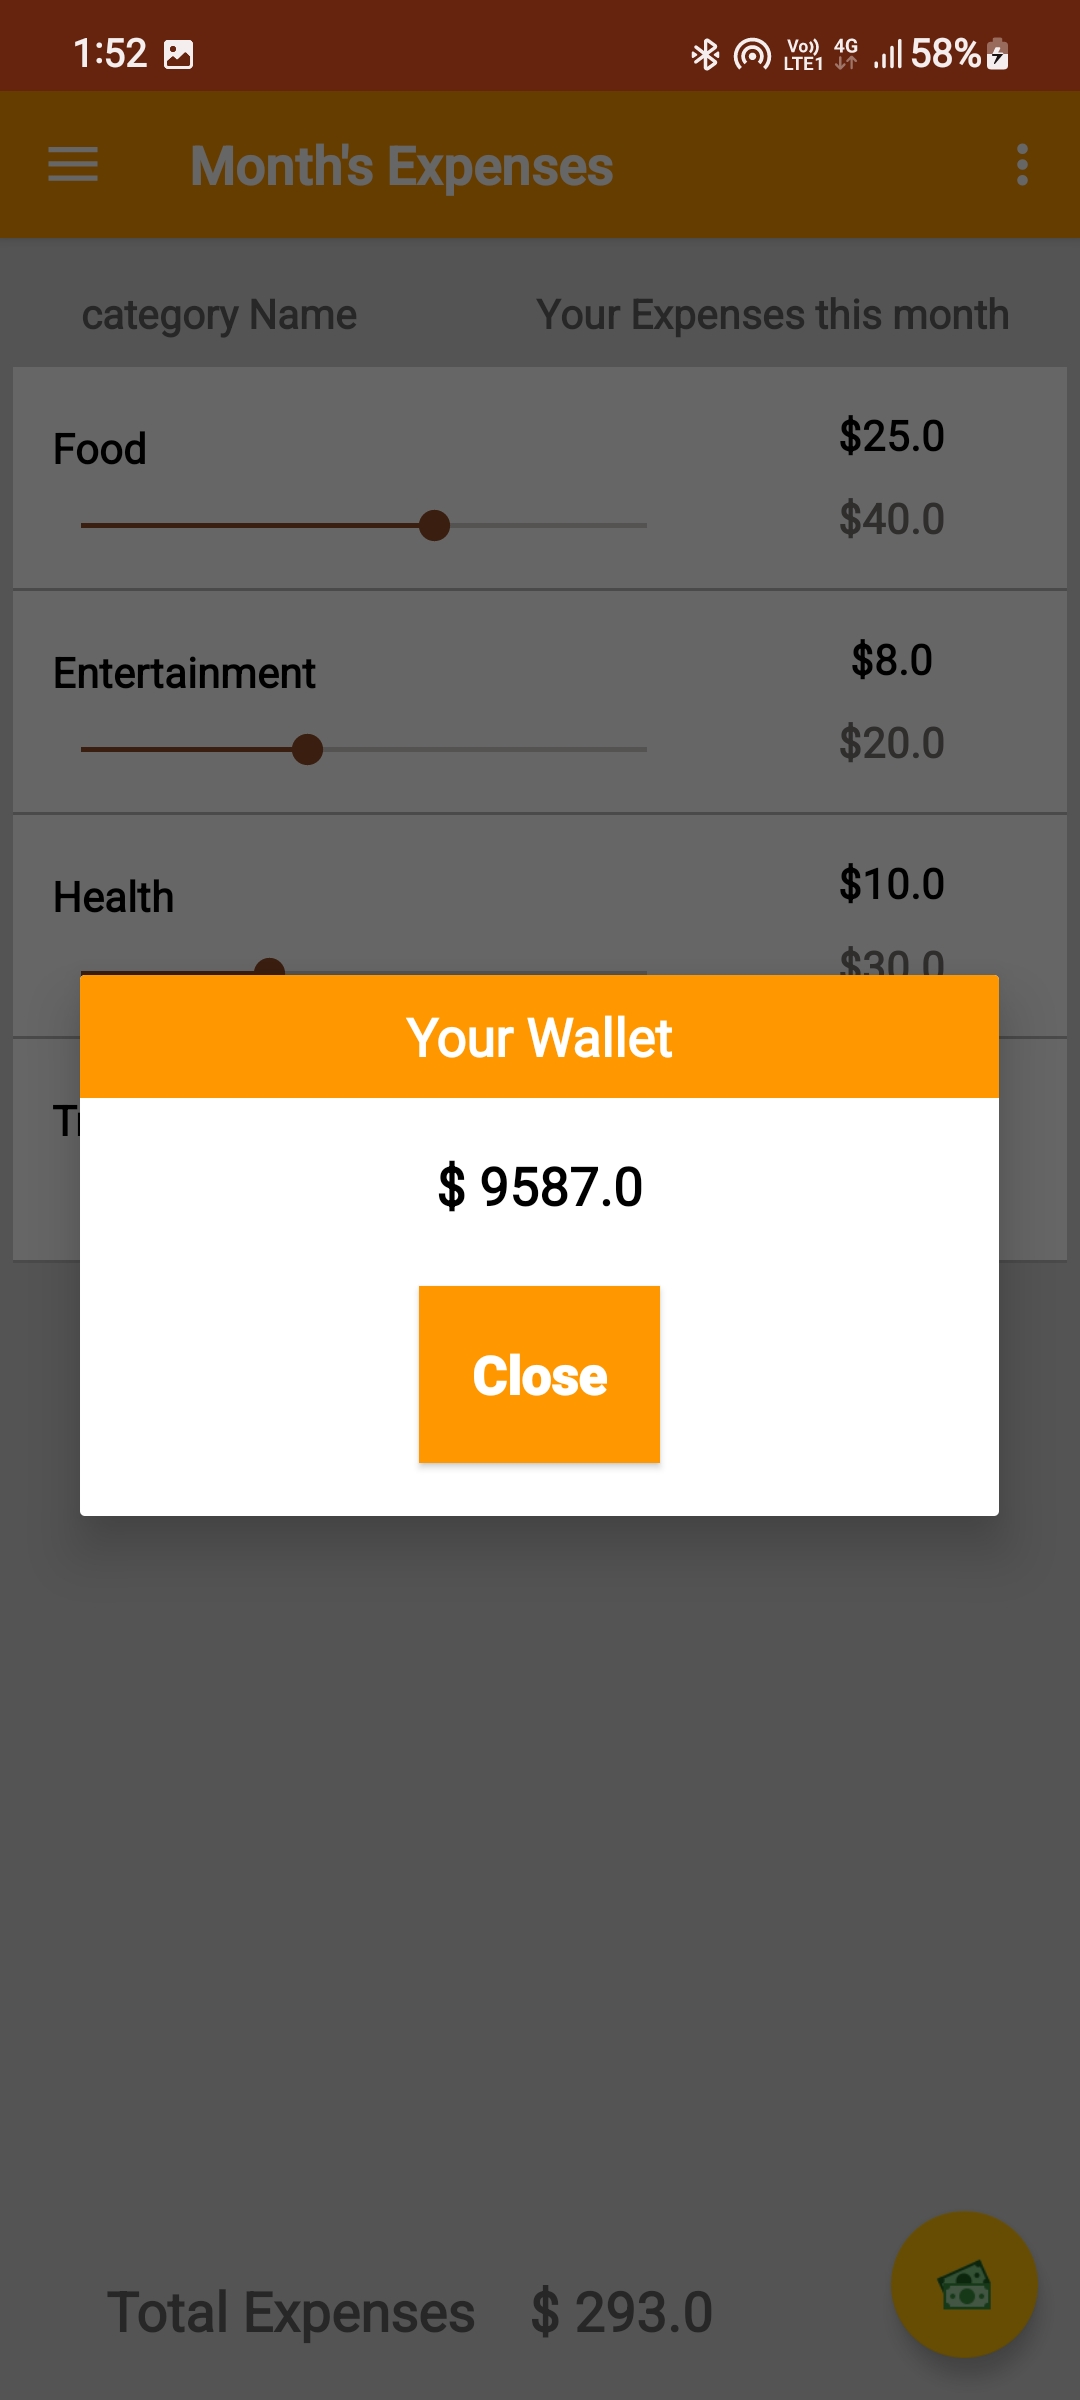 1:52 Vo)) LTE1 4G 58%
Month's Expenses
category Name Your Expenses this month
Food $25.0
$40.0
Entertainment $8.0
$20.0
Health $10.0
$30.0
Your Wallet
$ 9587.0
Close
Total Expenses $ 293.0